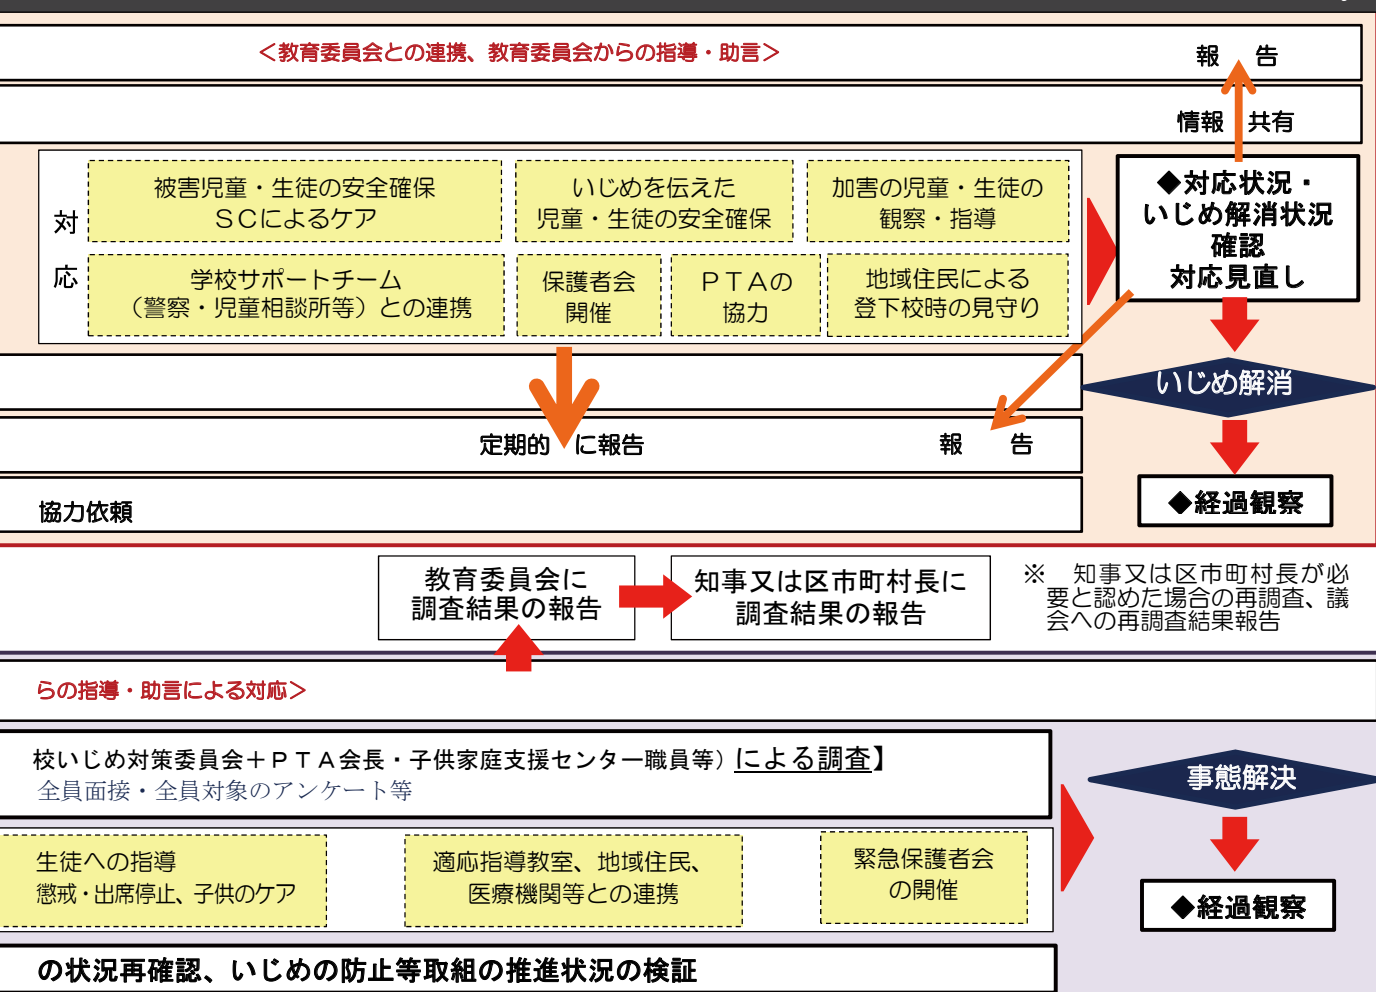 ＜教育委員会との連携、教育委員会からの指導・助言＞
報　告
情報　共有
対
応
被害児童・生徒の安全確保
ＳＣによるケア
いじめを伝えた
児童・生徒の安全確保
加害の児童・生徒の
観察・指導
学校サポートチーム
（警察・児童相談所等）との連携
保護者会
開催
ＰＴＡの
協力
地域住民による
登下校時の見守り
◆対応状況・
いじめ解消状況
確認
対応見直し
いじめ解消
定期的　に報告
報　告
協力依頼
◆経過観察
教育委員会に
調査結果の報告
知事又は区市町村長に
調査結果の報告
※　知事又は区市町村長が必
要と認めた場合の再調査、議
会への再調査結果報告
らの指導・助言による対応＞
校いじめ対策委員会＋ＰＴＡ会長・子供家庭支援センター職員等）による調査】
全員面接・全員対象のアンケート等
事態解決
生徒への指導
懲戒・出席停止、子供のケア
適応指導教室、地域住民、
医療機関等との連携
緊急保護者会
の開催
◆経過観察
の状況再確認、いじめの防止等取組の推進状況の検証